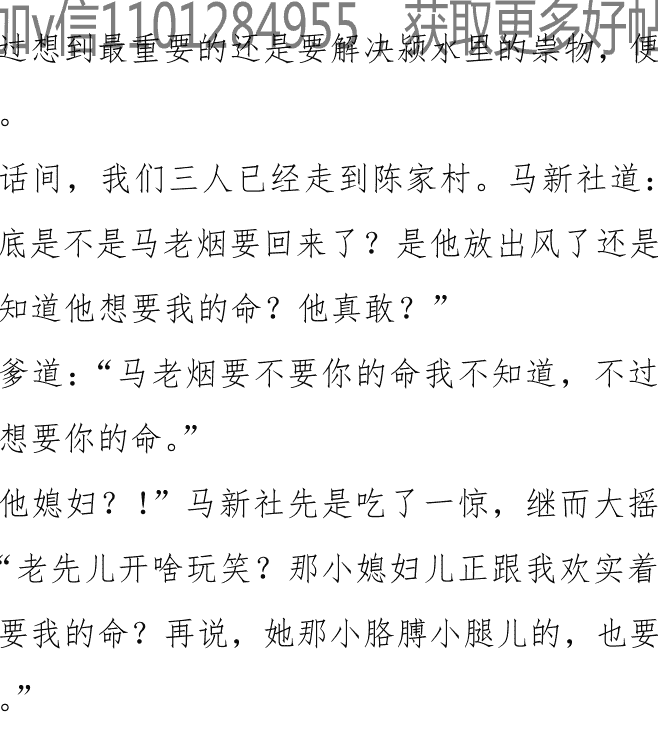 加v信1101284955 获取更多好帖
过想到最重要的还是要解决颍水里的祟物，便
。
话间，我们三人已经走到陈家村。马新社道：
底是不是马老烟要回来了？是他放出风了还是
知道他想要我的命？他真敢？”
爹道：“马老烟要不要你的命我不知道，不过
想要你的命。”
他媳妇？！”马新社先是吃了一惊，继而大摇
“老先儿开啥玩笑？那小媳妇儿正跟我欢实着
要我的命？再说，她那小胳膊小腿儿的，也要
。”